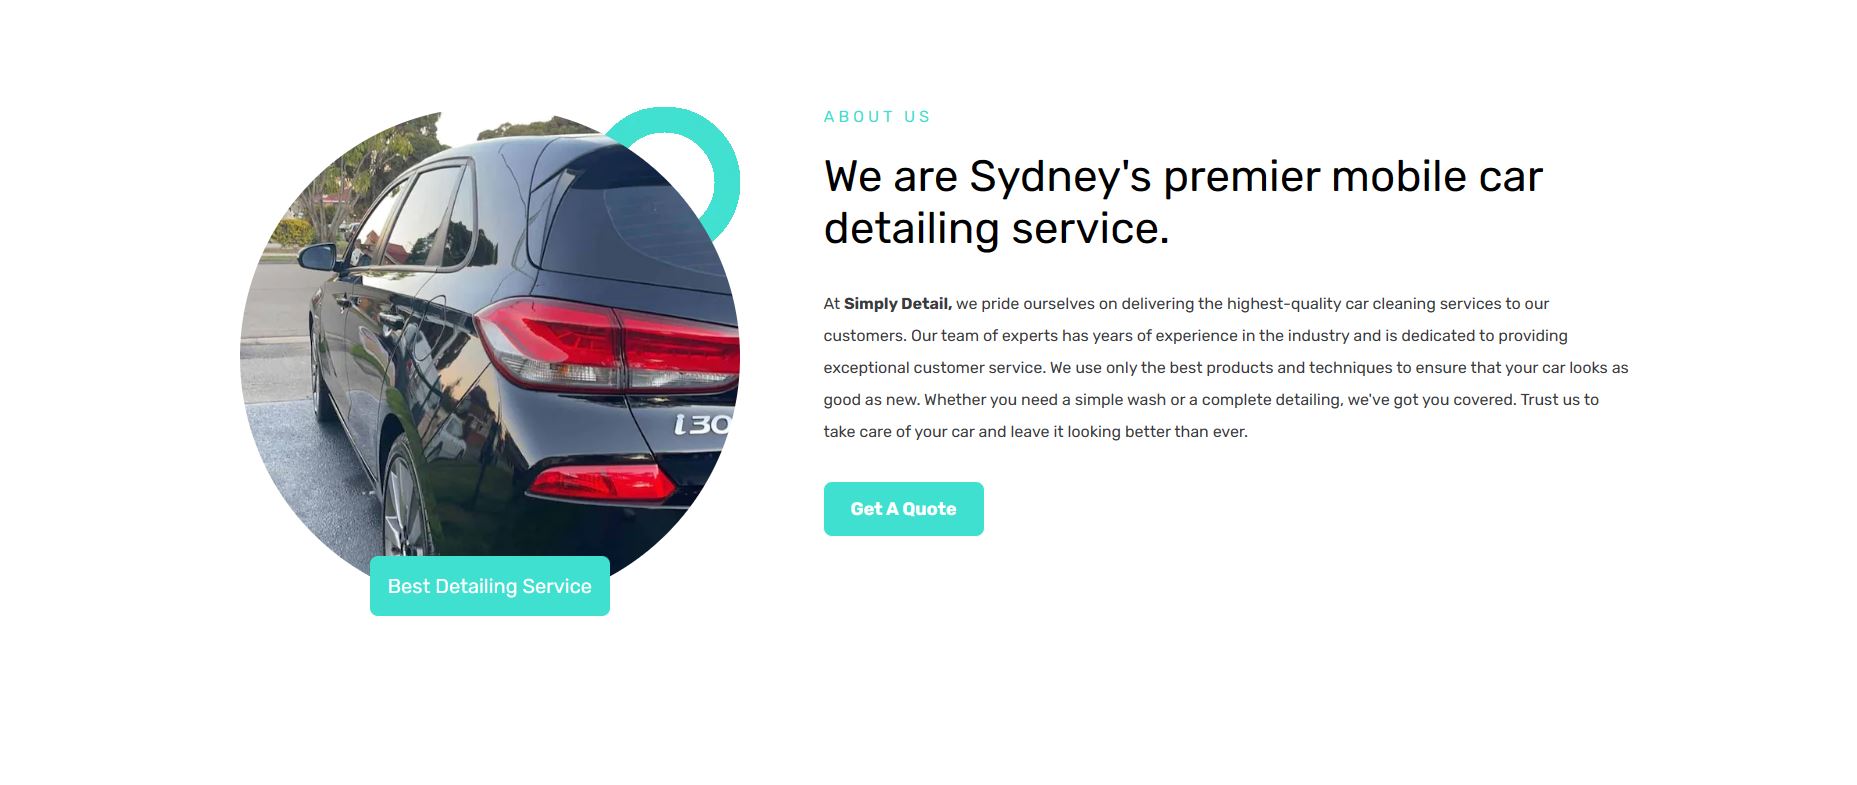 ABOUT US
We are Sydney's premier mobile car
detailing service.
At Simply Detail, we pride ourselves on delivering the highest-quality car cleaning services to our
customers. Our team of experts has years of experience in the industry and is dedicated to providing
exceptional customer service. We use only the best products and techniques to ensure that your car looks as
good as new. Whether you need a simple wash or a complete detailing, we've got you covered. Trust us to
take care of your car and leave it looking better than ever.
Get A Quote
i30
Best Detailing Service